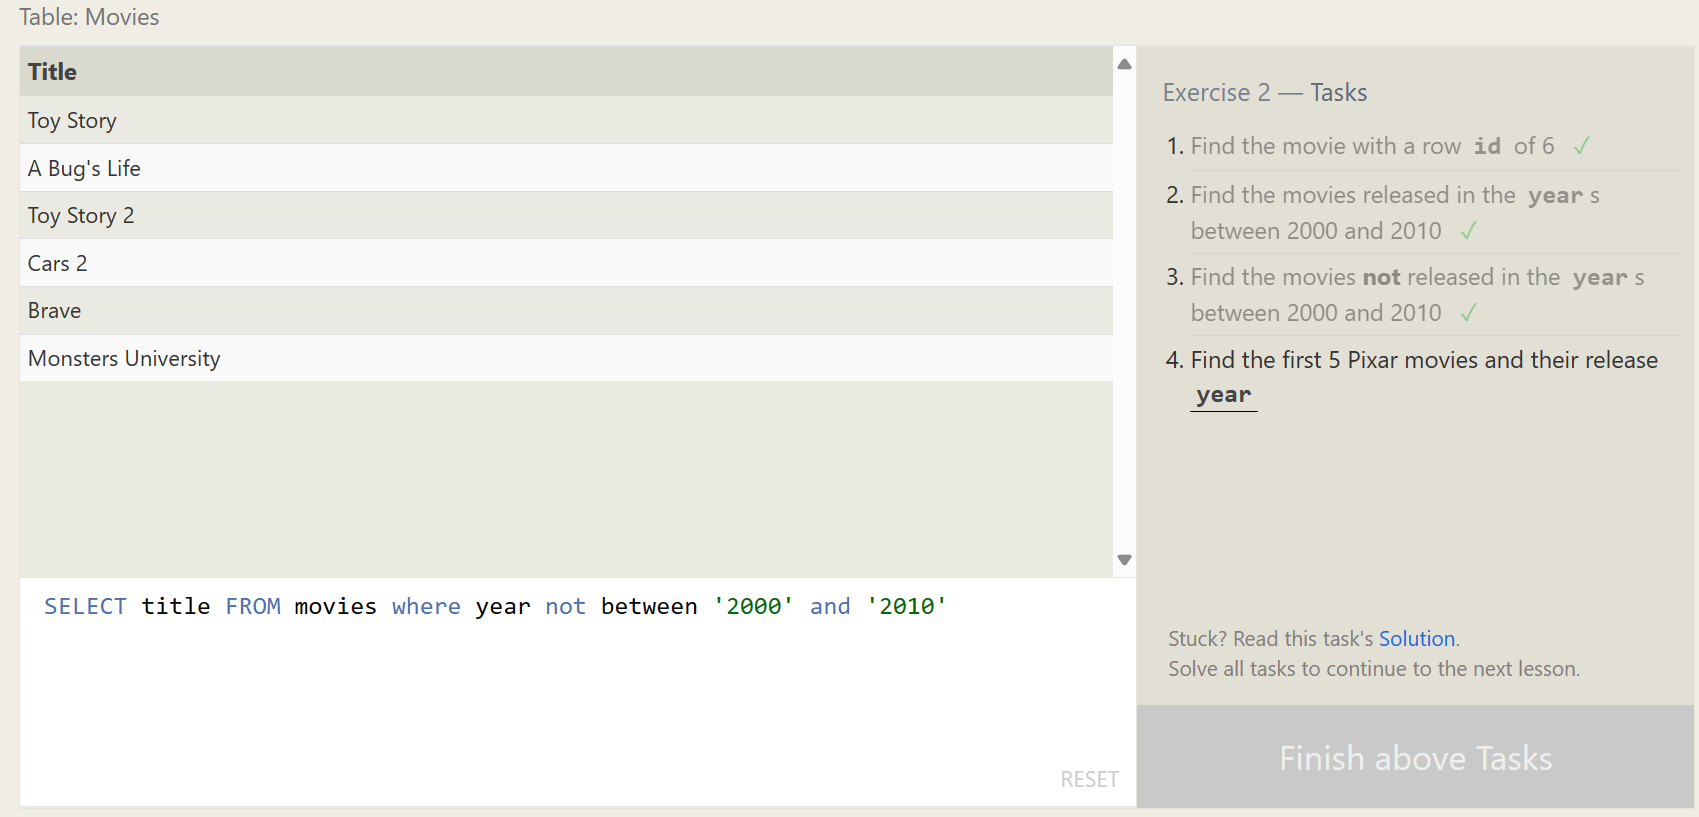 Table: Movies
Title
Toy Story
A Bug's Life
Toy Story 2
Cars 2
Brave
Monsters University
SELECT title FROM movies where year not between '2000' and '2010'
RESET
Exercise 2 — Tasks
1. Find the movie with a row id of 6 ✓
2. Find the movies released in the year s
between 2000 and 2010 ✓
3. Find the movies not released in the year s
between 2000 and 2010 ✓
4. Find the first 5 Pixar movies and their release
year
Stuck? Read this task's Solution.
Solve all tasks to continue to the next lesson.
Finish above Tasks